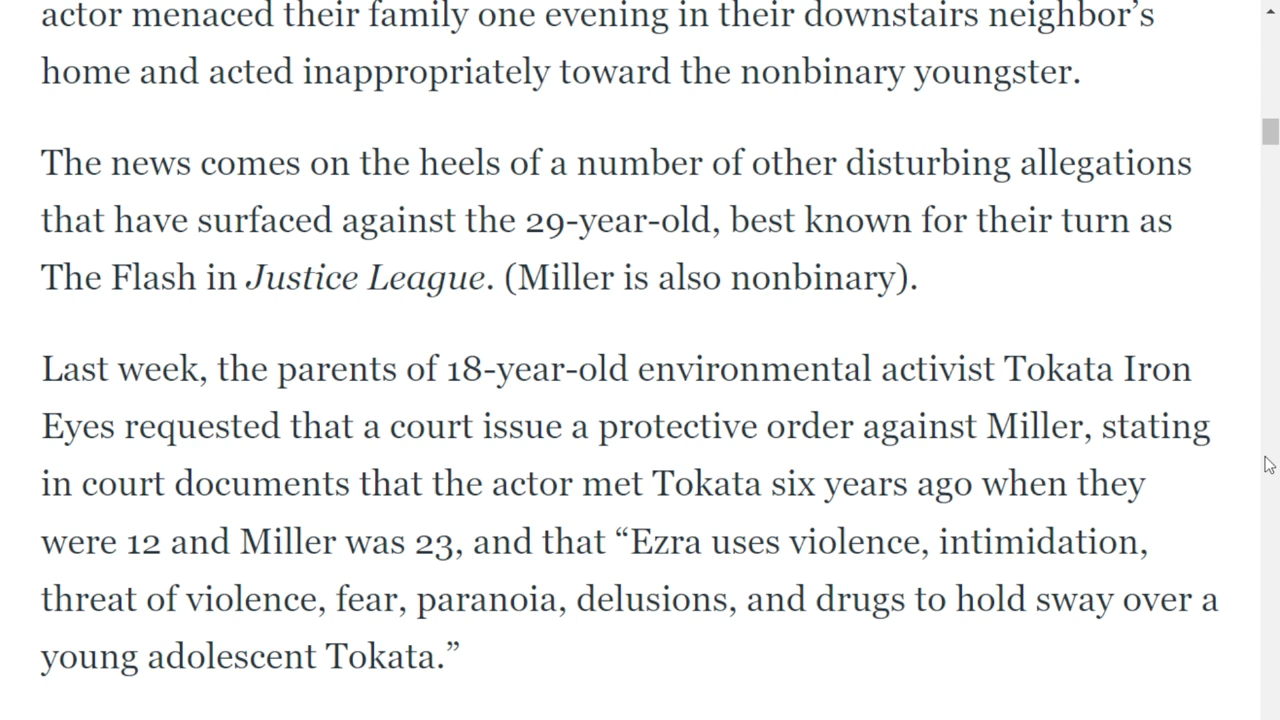 actor menaced their family one evening in their downstairs neighbor’s
home and acted inappropriately toward the nonbinary youngster.
The news comes on the heels of a number of other disturbing allegations
that have surfaced against the 29-year-old, best known for their turn as
The Flash in Justice League. (Miller is also nonbinary).
Last week, the parents of 18-year-old environmental activist Tokata Iron
Eyes requested that a court issue a protective order against Miller, stating
in court documents that the actor met Tokata six years ago when they
were 12 and Miller was 23, and that “Ezra uses violence, intimidation,
threat of violence, fear, paranoia, delusions, and drugs to hold sway over a
young adolescent Tokata.”